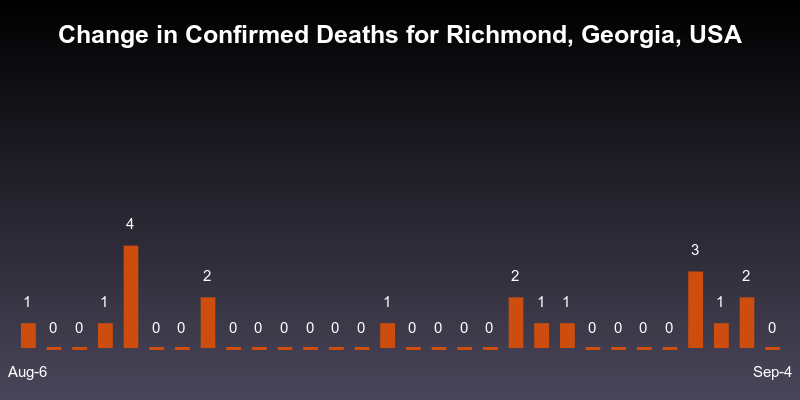 Change in Confirmed Deaths for Richmond, Georgia, USA
1 0 0 1 4 0 0 2 0 0 0 0 0 0 1 0 0 0 0 2 1 1 0 0 0 0 3 1 2 0
Aug-6 Sep-4